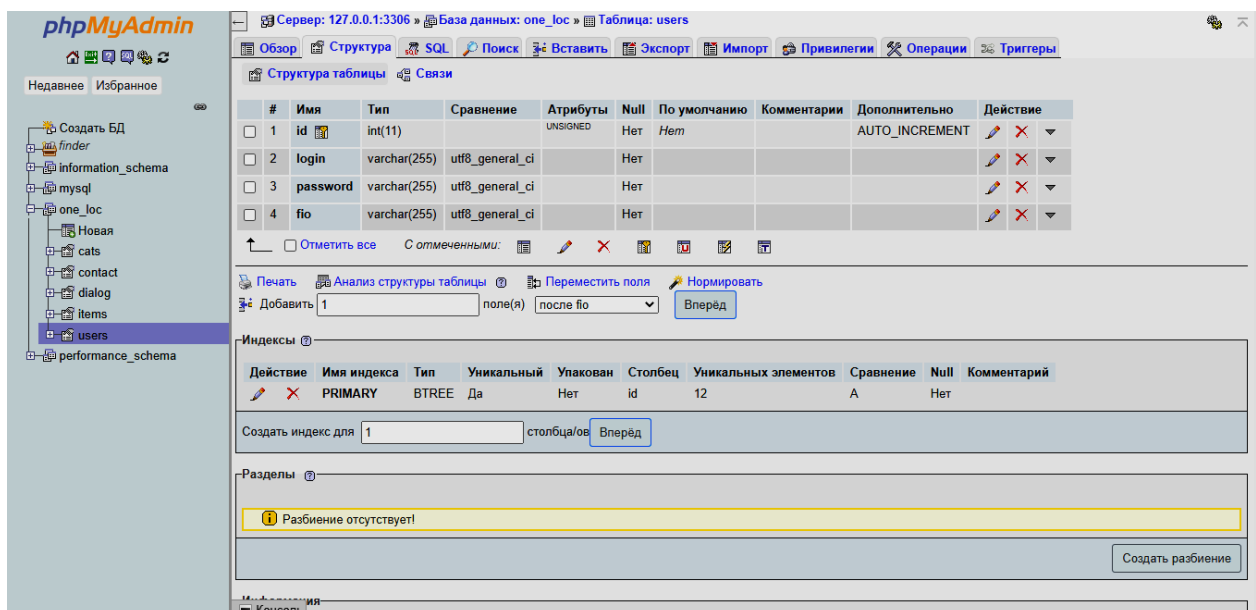 phpMyAdmin
Недавнее Избранное
Создать БД
finder
information_schema
mysql
one_loc
Новая
cats
contact
dialog
items
users
performance_schema
Сервер: 127.0.0.1:3306 » База данных: one_loc » Таблица: users
Обзор Структура SQL Поиск Вставить Экспорт Импорт Привилегии Операции Триггеры
Структура таблицы Связи
# Имя Тип Сравнение Атрибуты Null По умолчанию Комментарии Дополнительно Действие
1 id int(11) UNSIGNED Нет Нет AUTO_INCREMENT
2 login varchar(255) utf8_general_ci Нет
3 password varchar(255) utf8_general_ci Нет
4 fio varchar(255) utf8_general_ci Нет
Отметить все С отмеченными:
Печать Анализ структуры таблицы Переместить поля Нормировать
Добавить 1 поле(я) после fio Вперёд
Индексы
Действие Имя индекса Тип Уникальный Упакован Столбец Уникальных элементов Сравнение Null Комментарий
PRIMARY BTREE Да Нет id 12 A Нет
Создать индекс для 1 столбца/ов Вперёд
Разделы
Разбиение отсутствует!
Создать разбиение